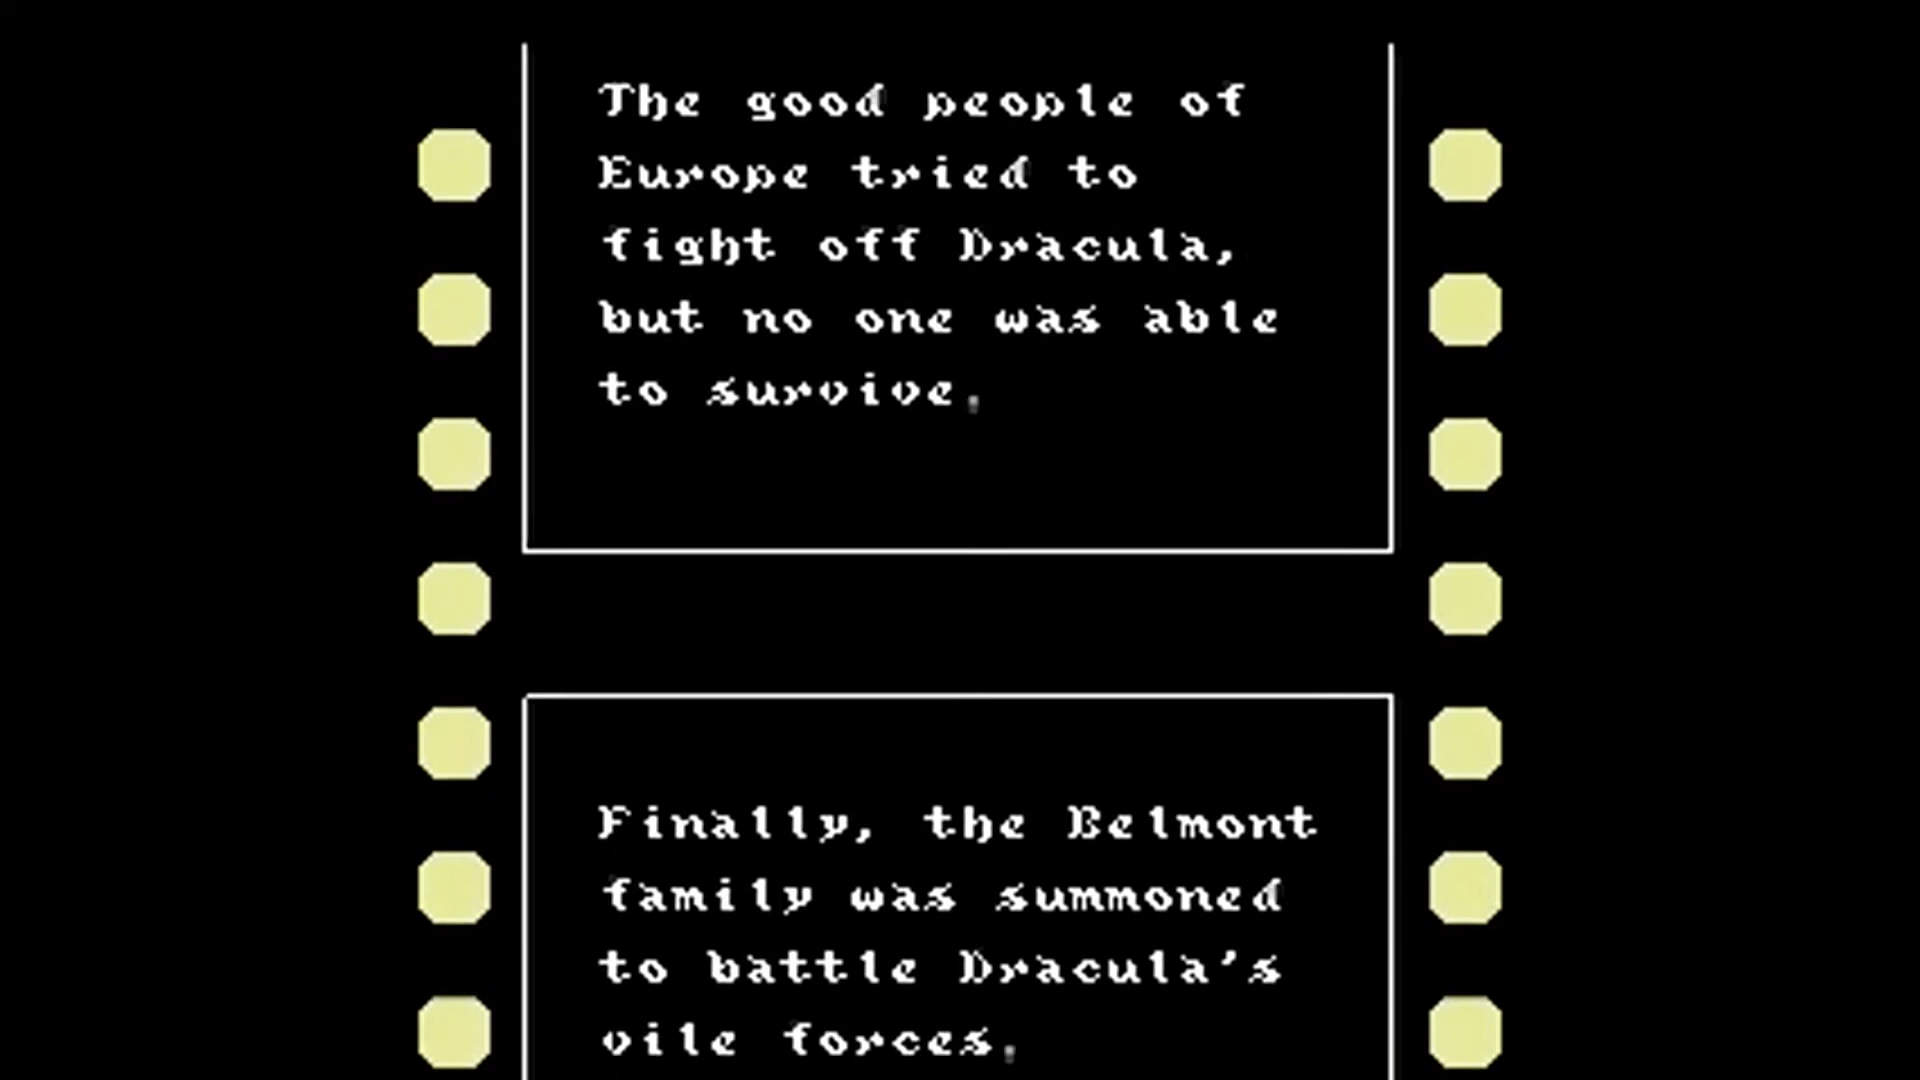 The good people of
Europe tried to
fight off Dracula,
but no one was able
to survive.
Finally, the Belmont
family was summoned
to battle Dracula's
vile forces.